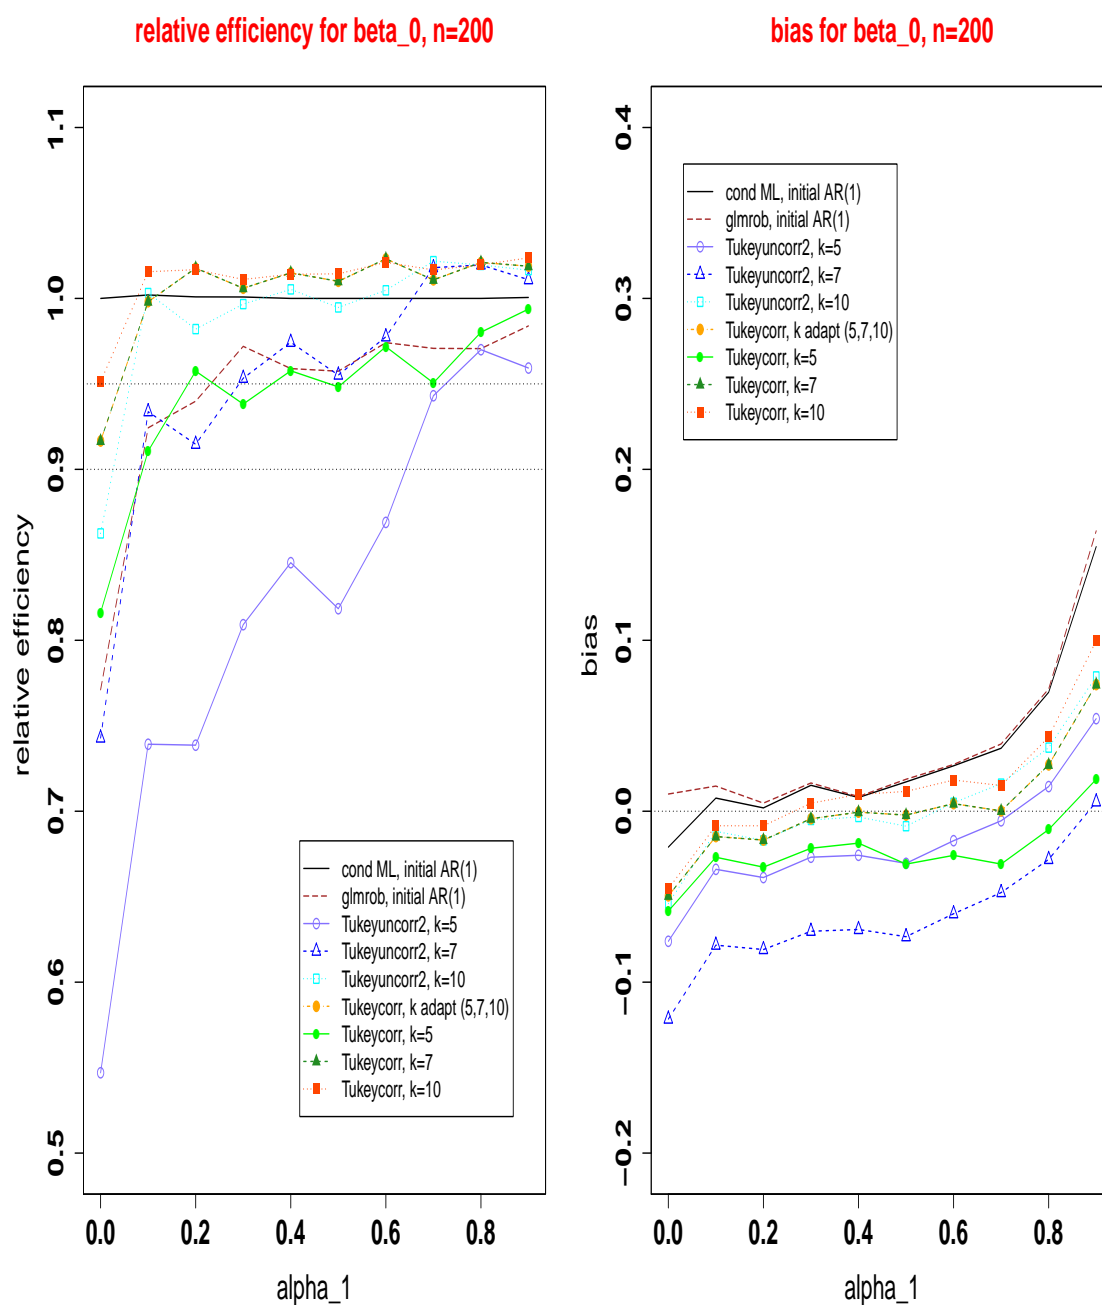 relative efficiency for beta_0, n=200
relative efficiency
1.1
1.0
0.9
0.8
0.7
0.6
0.5
cond ML, initial AR(1)
glmrob, initial AR(1)
Tukeyuncorr2, k=5
Tukeyuncorr2, k=7
Tukeyuncorr2, k=10
Tukeycorr, k adapt (5,7,10)
Tukeycorr, k=5
Tukeycorr, k=7
Tukeycorr, k=10
0.0 0.2 0.4 0.6 0.8
alpha_1
bias for beta_0, n=200
bias
0.4
0.3
0.2
0.1
0.0
−0.1
−0.2
cond ML, initial AR(1)
glmrob, initial AR(1)
Tukeyuncorr2, k=5
Tukeyuncorr2, k=7
Tukeyuncorr2, k=10
Tukeycorr, k adapt (5,7,10)
Tukeycorr, k=5
Tukeycorr, k=7
Tukeycorr, k=10
0.0 0.2 0.4 0.6 0.8
alpha_1